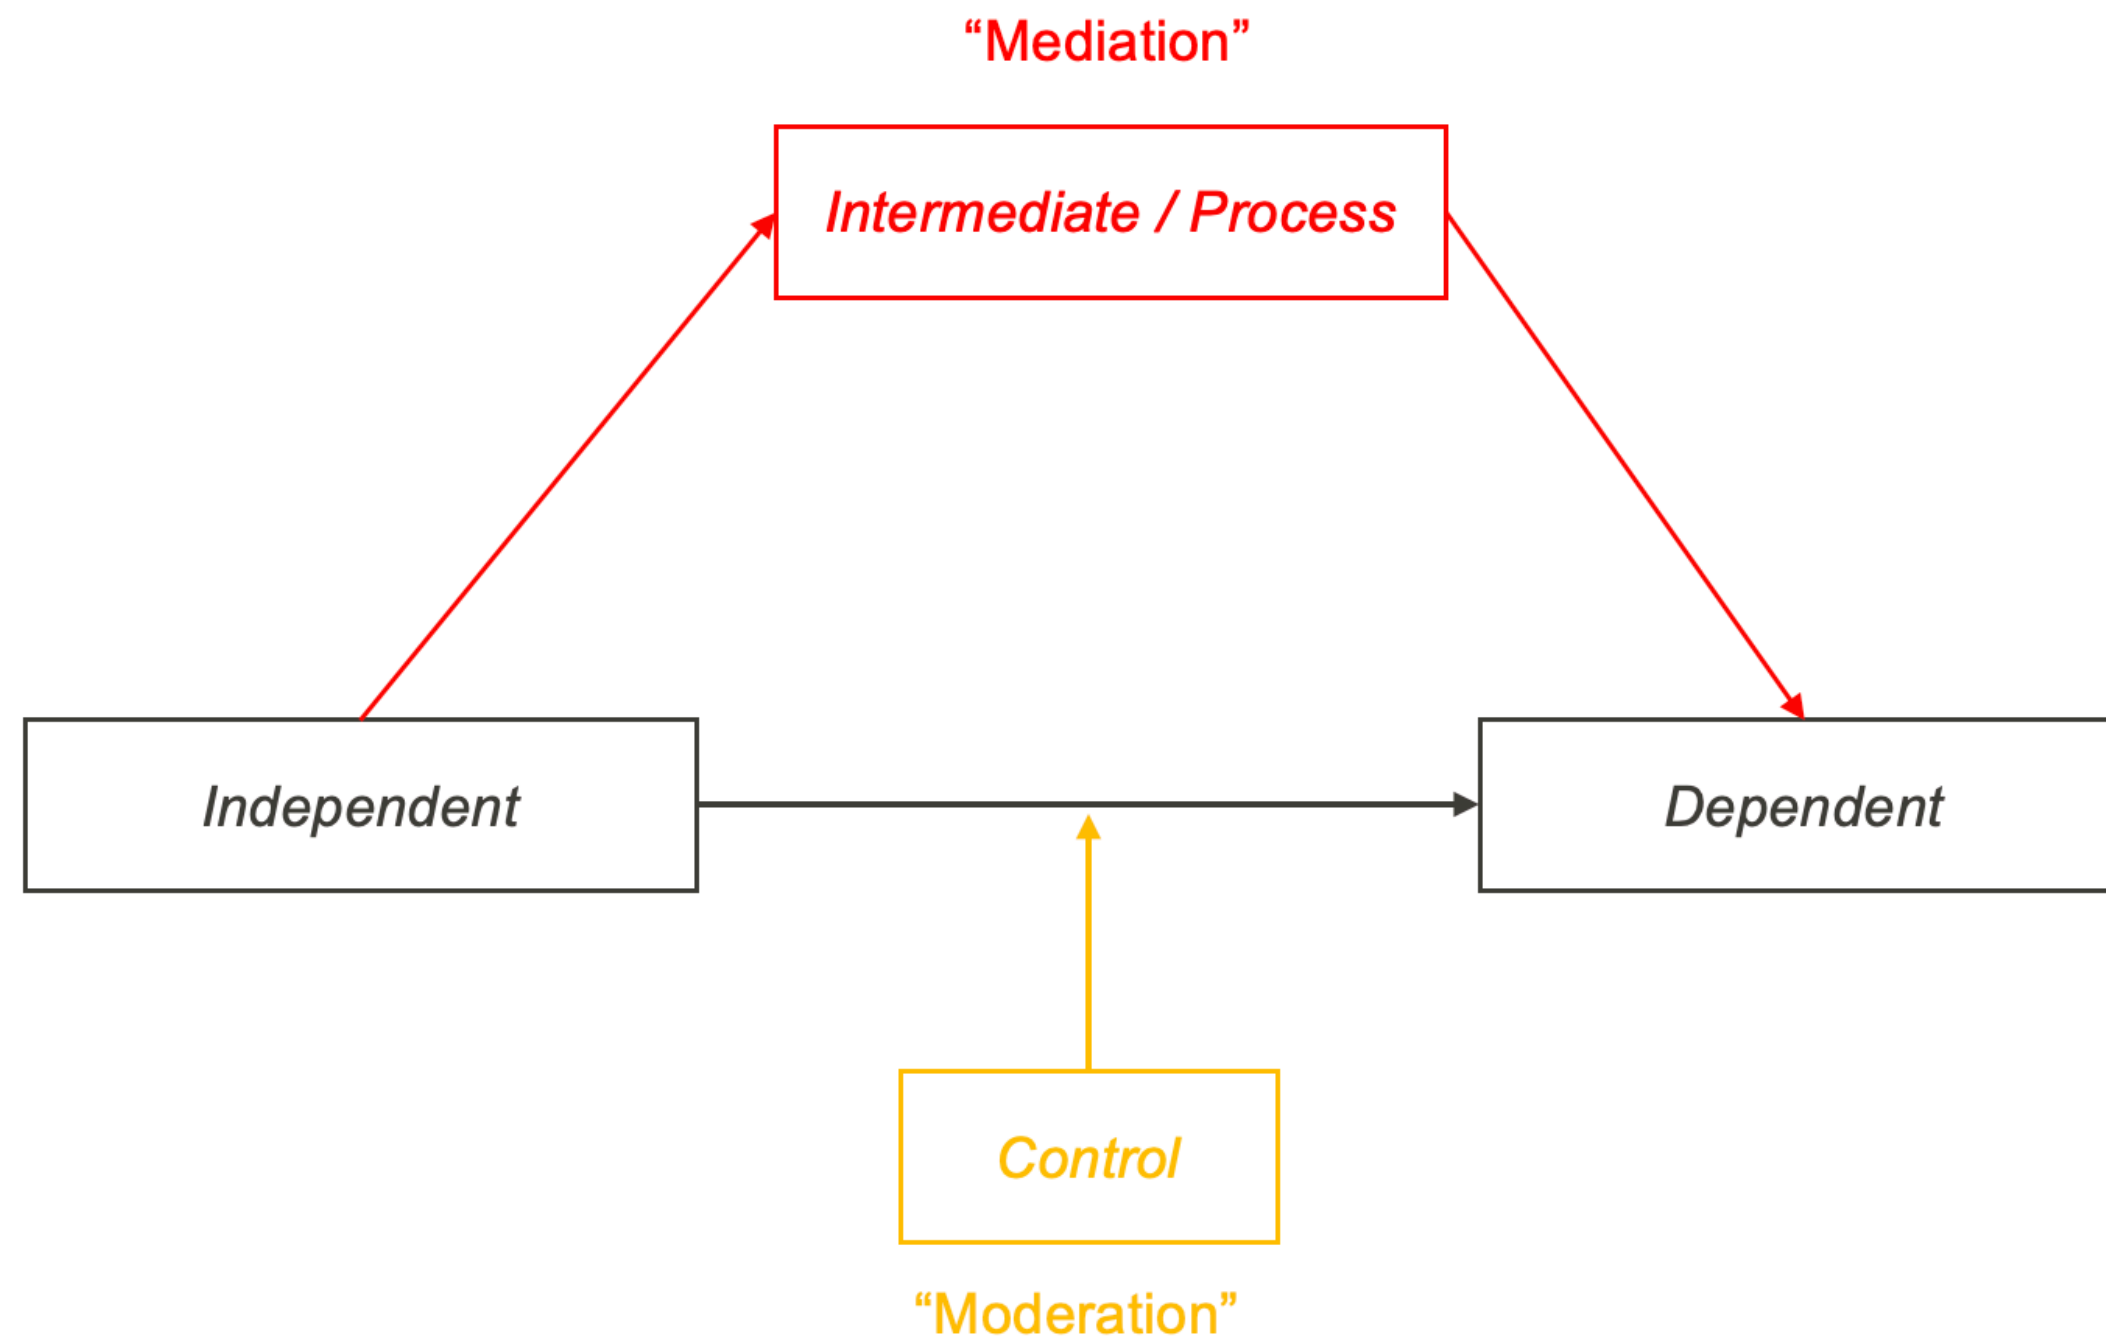 “Mediation”
Intermediate / Process
Independent
Dependent
Control
“Moderation”